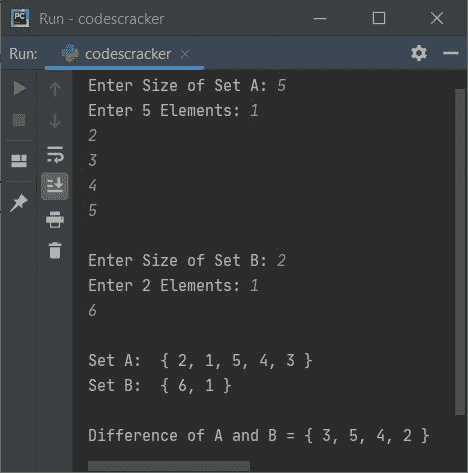 PC
Run - codescracker
Run:
codescracker
Enter Size of Set A: 5
Enter 5 Elements: 1
2
3
4
5
Enter Size of Set B: 2
Enter 2 Elements: 1
6
Set A:  { 2, 1, 5, 4, 3 }
Set B:  { 6, 1 }
Difference of A and B = { 3, 5, 4, 2 }